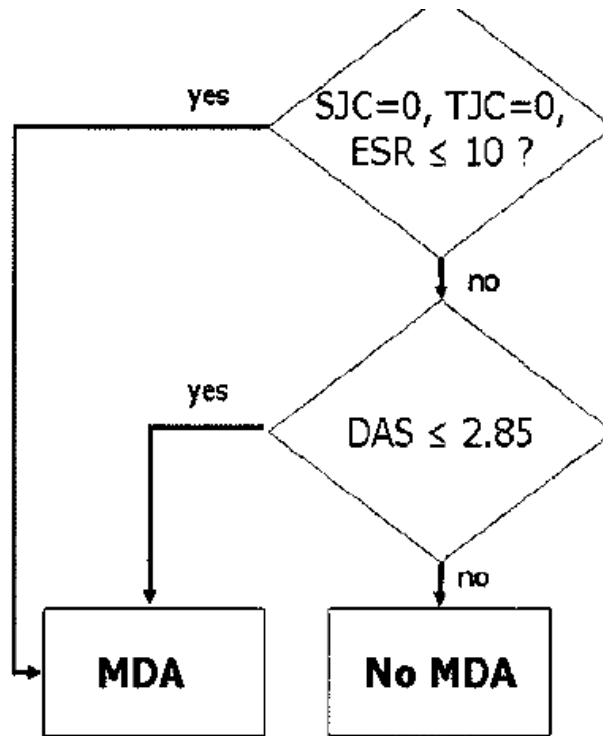 yes
SJC=0, TJC=0,
ESR ≤ 10 ?
no
yes
DAS ≤ 2.85
no
MDA
No MDA